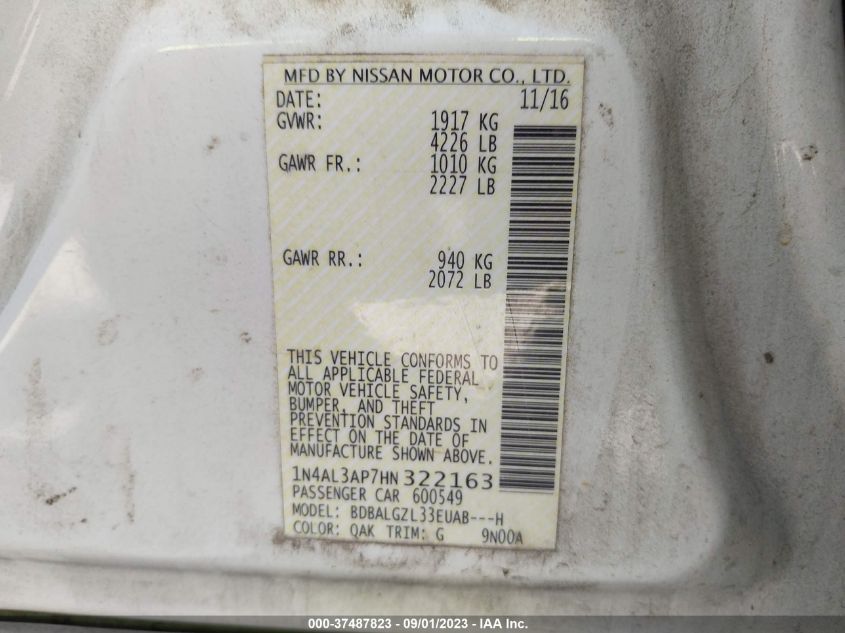 MFD BY NISSAN MOTOR CO., LTD.
DATE: 11/16
GVWR: 1917 KG
4226 LB
GAWR FR.: 1010 KG
2227 LB
GAWR RR.: 940 KG
2072 LB
THIS VEHICLE CONFORMS TO
ALL APPLICABLE FEDERAL
MOTOR VEHICLE SAFETY,
BUMPER, AND THEFT
PREVENTION STANDARDS IN
EFFECT ON THE DATE OF
MANUFACTURE SHOWN ABOVE.
1N4AL3AP7HN322163
PASSENGER CAR 600549
MODEL: BDBALGZL33EUAB---H
COLOR: QAK TRIM: G 9N00A
000-37487823 - 09/01/2023 - IAA Inc.